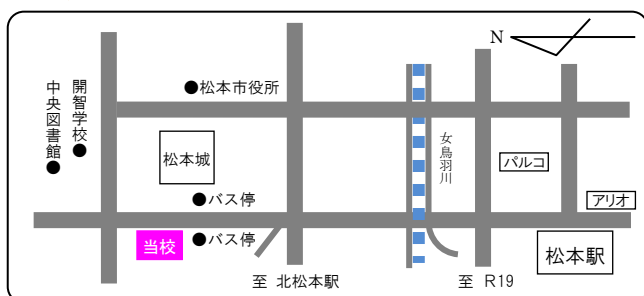 N
開智学校●
中央図書館●
●松本市役所
松本城
女鳥羽川
パルコ
アリオ
●バス停
●バス停
当校
松本駅
至 北松本駅
至 R19